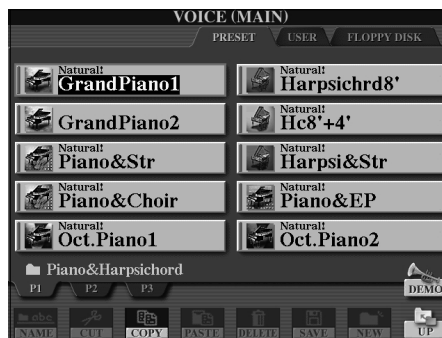 VOICE (MAIN)
PRESET USER FLOPPY DISK
Natural!
GrandPiano1
Natural!
Harpsichrd8'
GrandPiano2
Natural!
Hc8'+4'
Natural!
Piano&Str
Natural!
Harpsi&Str
Natural!
Piano&Choir
Natural!
Piano&EP
Natural!
Oct.Piano1
Natural!
Oct.Piano2
Piano&Harpsichord
P1 P2 P3
DEMO
abc
NAME CUT COPY PASTE DELETE SAVE NEW UP